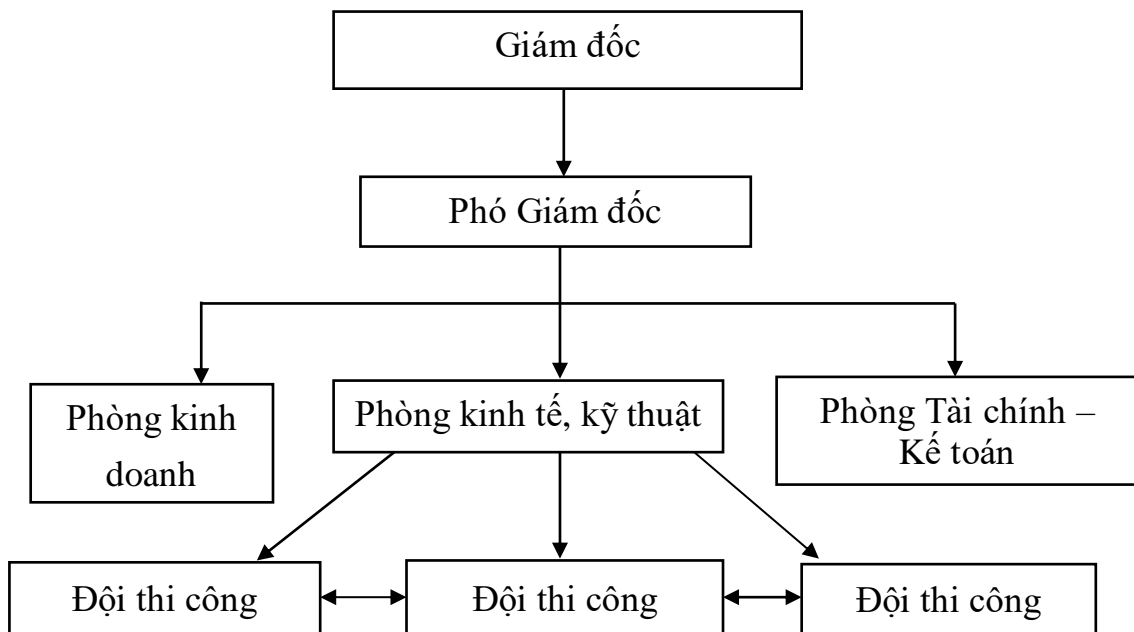 Giám đốc
Phó Giám đốc
Phòng kinh
doanh
Phòng kinh tế, kỹ thuật
Phòng Tài chính –
Kế toán
Đội thi công
Đội thi công
Đội thi công